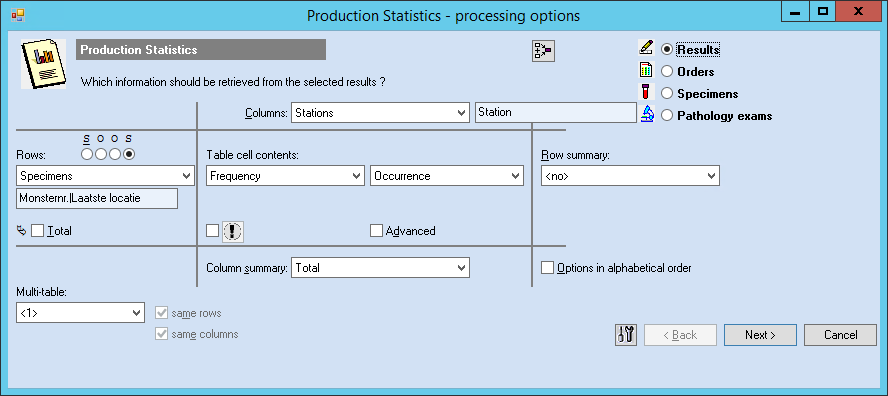 Production Statistics - processing options
Production Statistics
Which information should be retrieved from the selected results ?
Results
Orders
Specimens
Pathology exams
Columns: Stations Station
S O O S
Rows: Table cell contents: Row summary:
Specimens Frequency Occurrence <no>
Monsternr.|Laatste locatie
Total Advanced
Column summary: Total Options in alphabetical order
Multi-table:
<1> same rows
same columns
< Back Next > Cancel